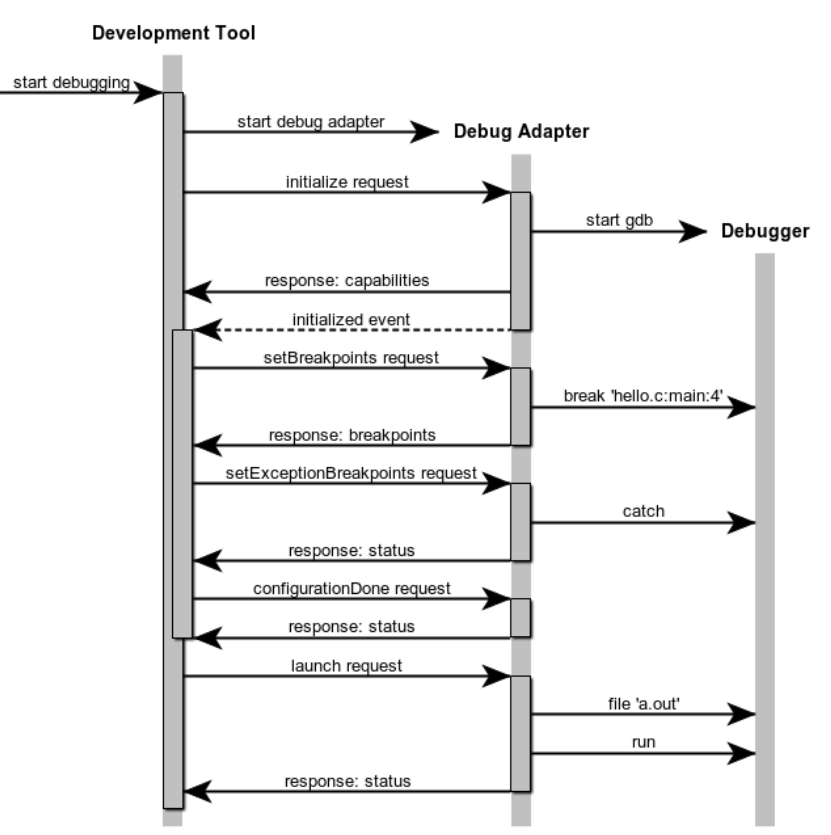 Development Tool
start debugging
start debug adapter
Debug Adapter
initialize request
start gdb
Debugger
response: capabilities
initialized event
setBreakpoints request
break 'hello.c:main:4'
response: breakpoints
setExceptionBreakpoints request
catch
response: status
configurationDone request
response: status
launch request
file 'a.out'
run
response: status